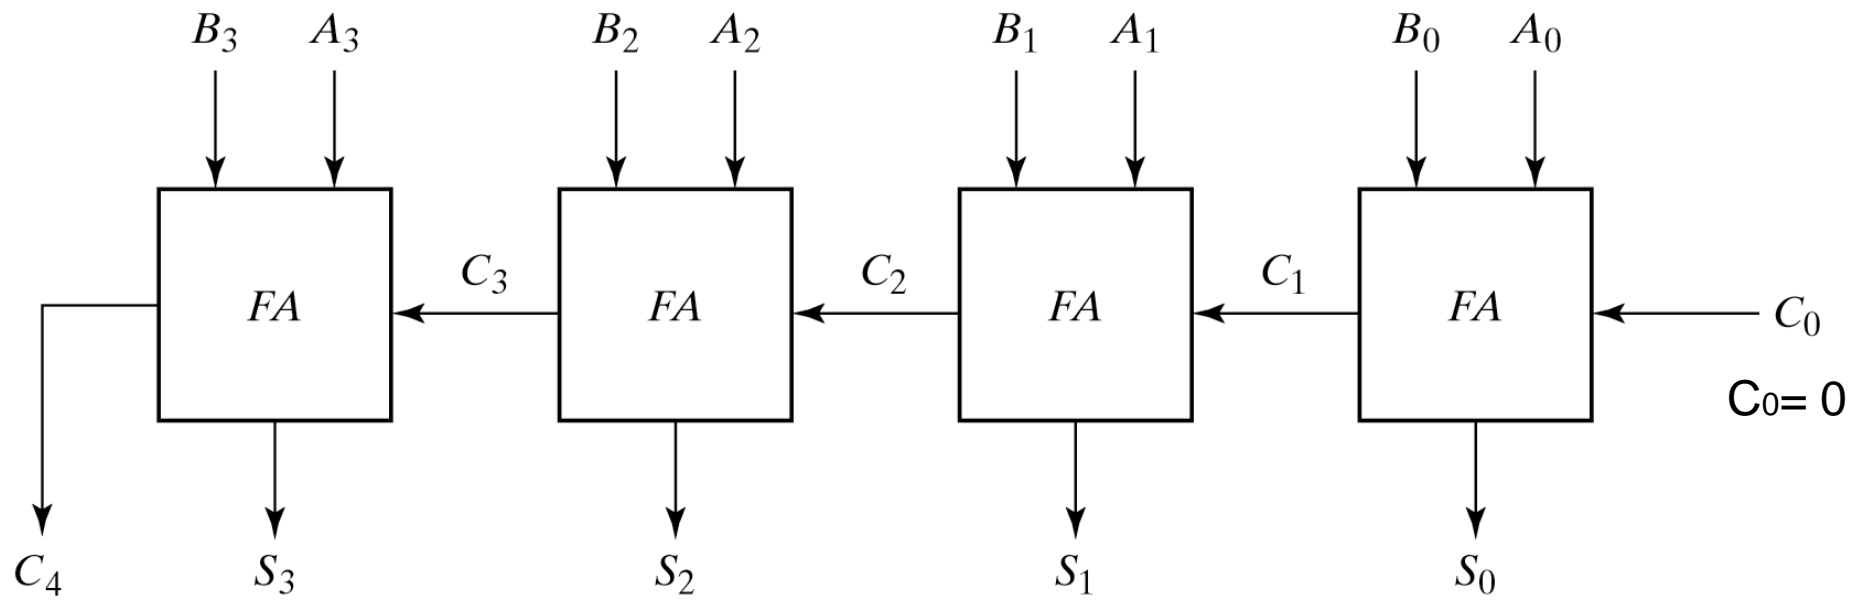 B3 A3 B2 A2 B1 A1 B0 A0
FA C3 FA C2 FA C1 FA C0
C0= 0
C4 S3 S2 S1 S0